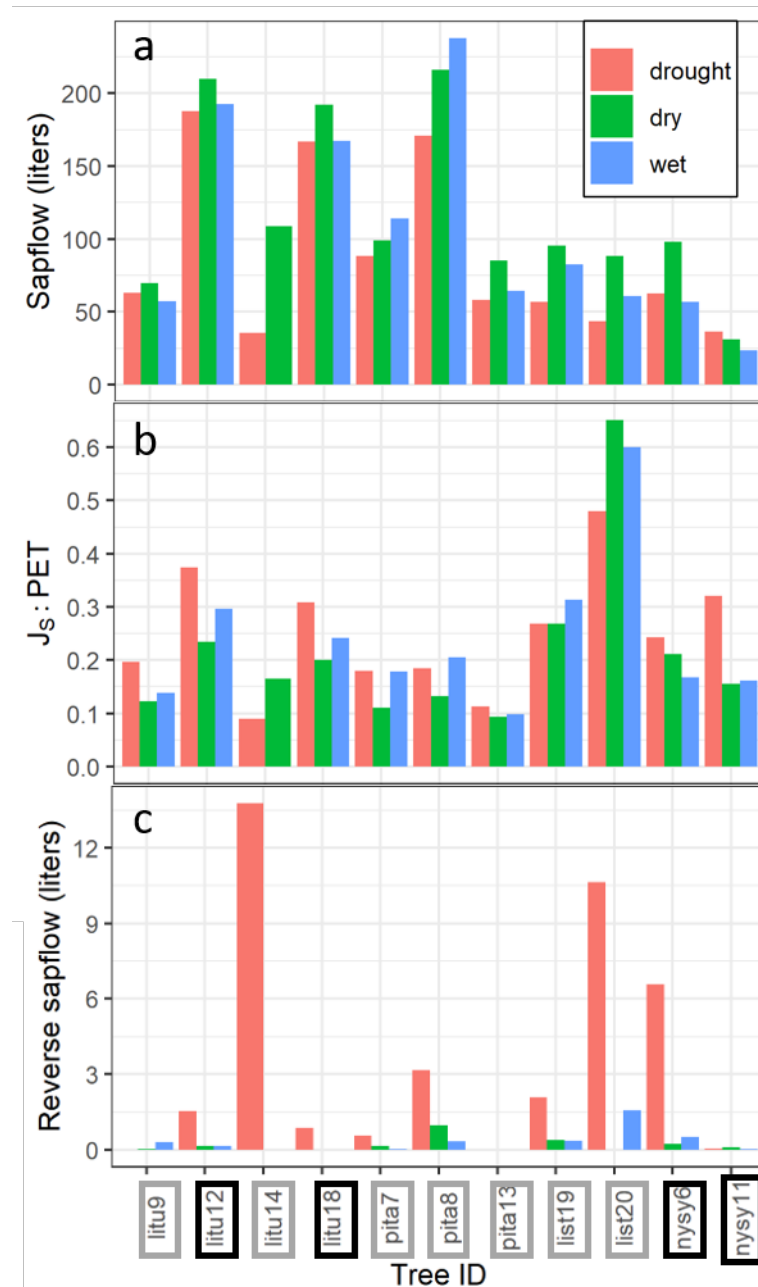 a
drought
dry
wet
Sapflow (liters)
200
150
100
50
0
b
Js : PET
0.6
0.5
0.4
0.3
0.2
0.1
0.0
c
Reverse sapflow (liters)
12
9
6
3
0
litu9
litu12
litu14
litu18
pita7
pita8
pita13
list19
list20
nysy6
nysy11
Tree ID